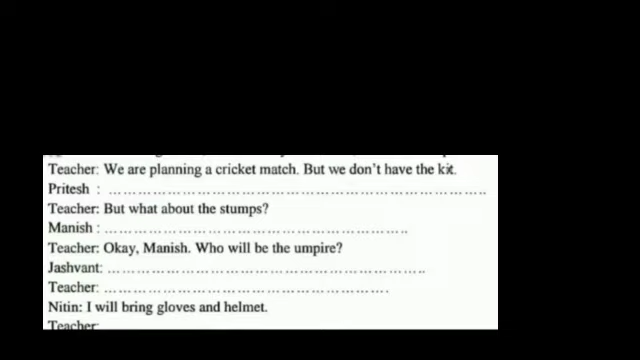 Teacher: We are planning a cricket match. But we don't have the kit.
Pritesh : ………………………………………………………………..
Teacher: But what about the stumps?
Manish : …………………………………………………..
Teacher: Okay, Manish. Who will be the umpire?
Jashvant: ……………………………………………………..
Teacher: ……………………………………………….
Nitin: I will bring gloves and helmet.
Teacher: